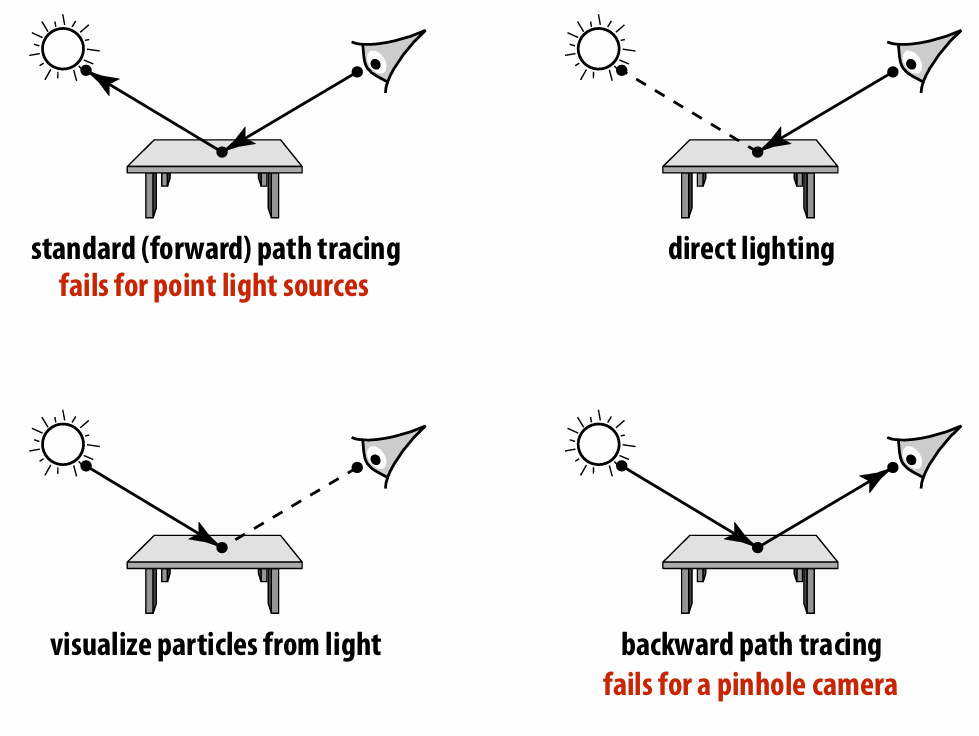 standard (forward) path tracing
fails for point light sources
direct lighting
visualize particles from light
backward path tracing
fails for a pinhole camera